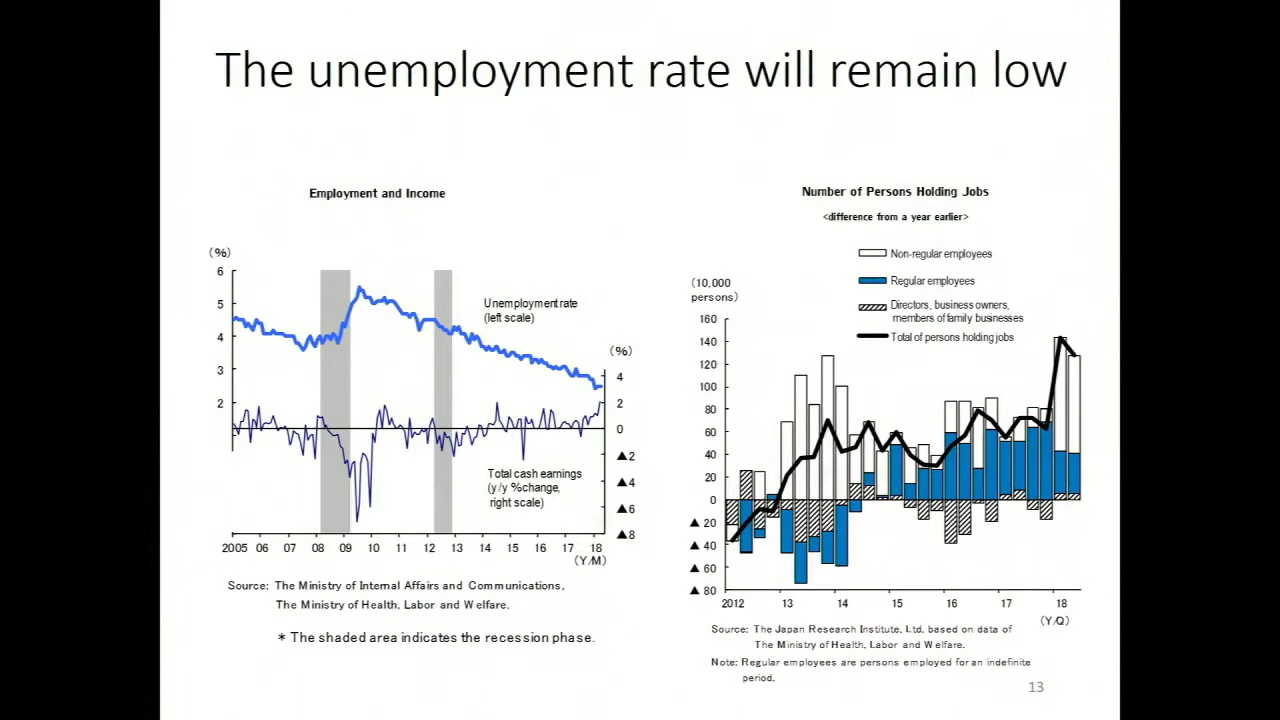 The unemployment rate will remain low
Employment and Income
(%)
6
5
4
3
2
Unemployment rate
(left scale)
(%)
4
2
0
▲2
▲4
▲6
▲8
Total cash earnings
(y/y %change,
right scale)
2005 06 07 08 09 10 11 12 13 14 15 16 17 18
(Y/M)
Source: The Ministry of Internal Affairs and Communications,
The Ministry of Health, Labor and Welfare.
* The shaded area indicates the recession phase.
Number of Persons Holding Jobs
<difference from a year earlier>
Non-regular employees
Regular employees
Directors, business owners,
members of family businesses
Total of persons holding jobs
(10,000
persons)
160
140
120
100
80
60
40
20
0
▲ 20
▲ 40
▲ 60
▲ 80
2012 13 14 15 16 17 18
(Y/Q)
Source: The Japan Research Institute, Ltd. based on data of
The Ministry of Health, Labor and Welfare.
Note: Regular employees are persons employed for an indefinite
period.
13